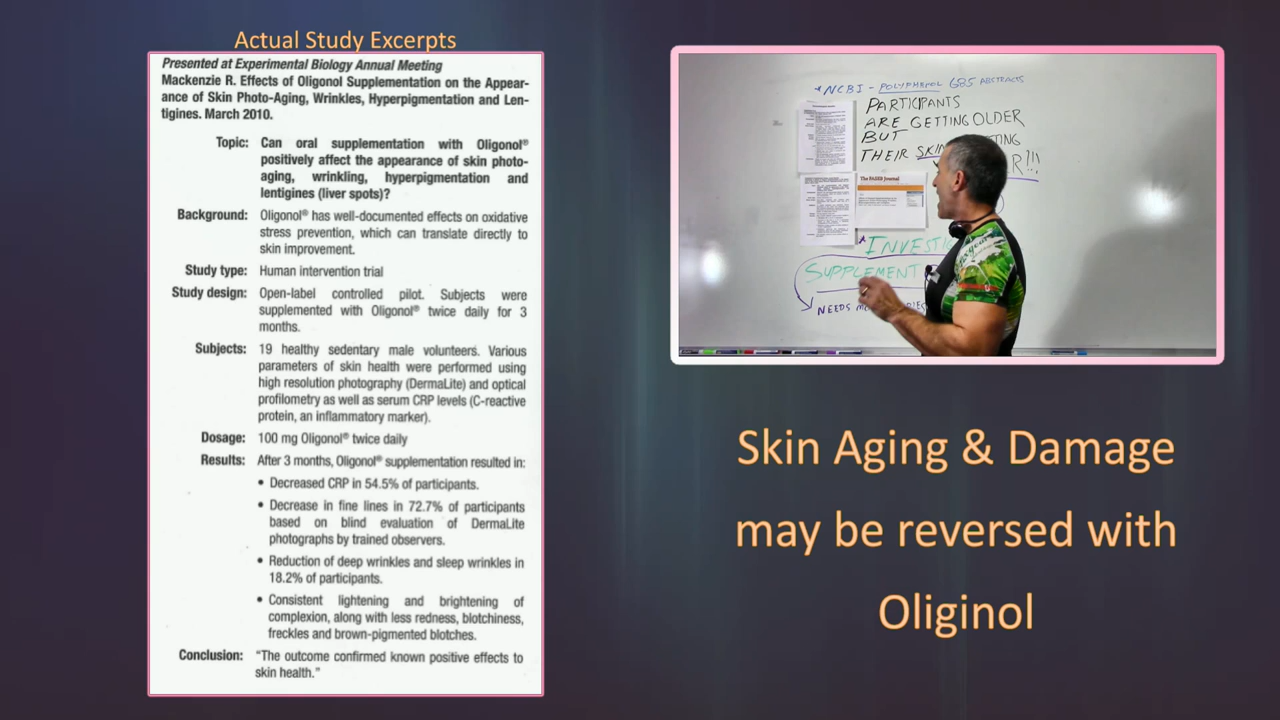 Actual Study Excerpts
Presented at Experimental Biology Annual Meeting
Mackenzie R. Effects of Oligonol Supplementation on the Appear-
ance of Skin Photo-Aging, Wrinkles, Hyperpigmentation and Len-
tigines. March 2010.
Topic: Can oral supplementation with Oligonol®
positively affect the appearance of skin photo-
aging, wrinkling, hyperpigmentation and
lentigines (liver spots)?
Background: Oligonol® has well-documented effects on oxidative
stress prevention, which can translate directly to
skin improvement.
Study type: Human intervention trial
Study design: Open-label controlled pilot. Subjects were
supplemented with Oligonol® twice daily for 3
months.
Subjects: 19 healthy sedentary male volunteers. Various
parameters of skin health were performed using
high resolution photography (DermaLite) and optical
profilometry as well as serum CRP levels (C-reactive
protein, an inflammatory marker).
Dosage: 100 mg Oligonol® twice daily
Results: After 3 months, Oligonol® supplementation resulted in:
• Decreased CRP in 54.5% of participants.
• Decrease in fine lines in 72.7% of participants
based on blind evaluation of DermaLite
photographs by trained observers.
• Reduction of deep wrinkles and sleep wrinkles in
18.2% of participants.
• Consistent lightening and brightening of
complexion, along with less redness, blotchiness,
freckles and brown-pigmented blotches.
Conclusion: "The outcome confirmed known positive effects to
skin health."
*NCBI - POLYPHENOL 685 ABSTRACTS
PARTICIPANTS
ARE GETTING OLDER
BUT TING
THEIR SKIN R!!!
The FASEB Journal
* INVESTIG
SUPPLEMENT
NEEDS
Skin Aging & Damage
may be reversed with
Oliginol